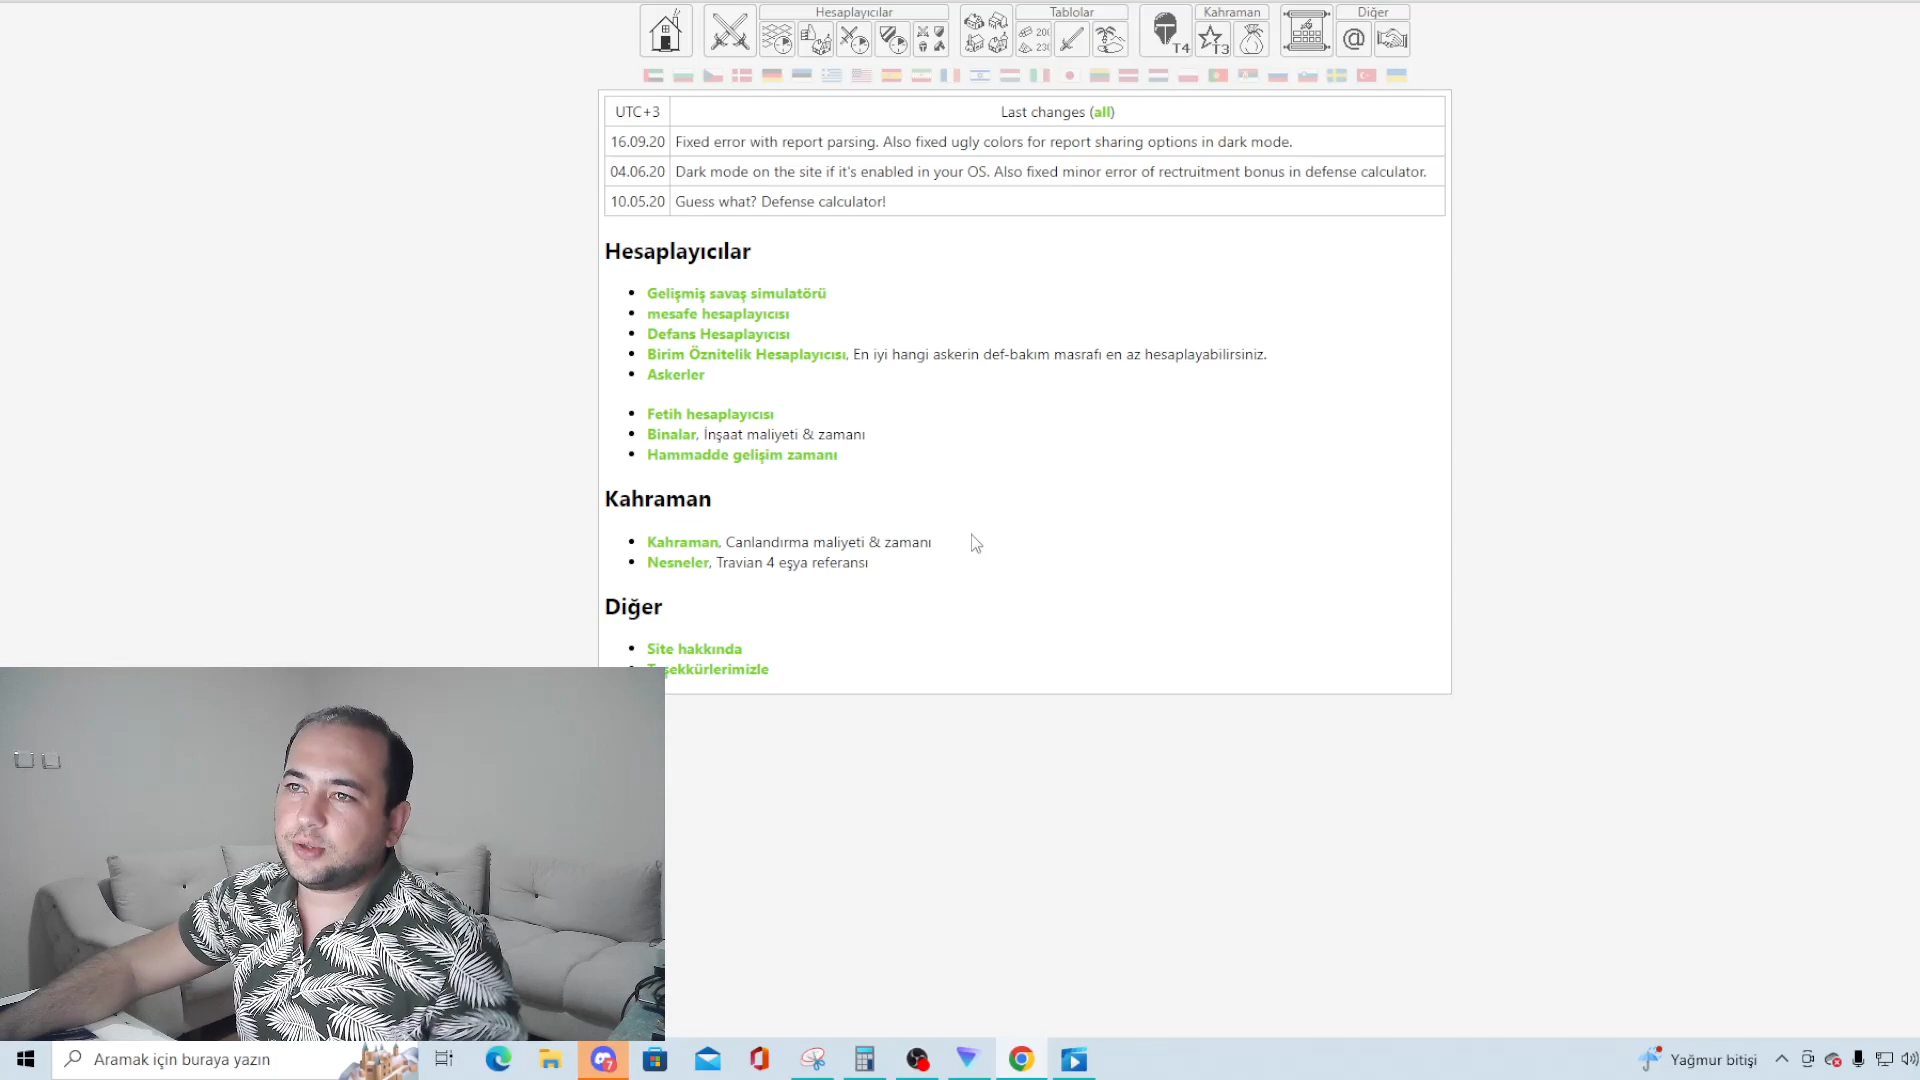 Hesaplayıcılar
Tablolar
Kahraman
Diğer
T4
T3
UTC+3
Last changes (all)
16.09.20
Fixed error with report parsing. Also fixed ugly colors for report sharing options in dark mode.
04.06.20
Dark mode on the site if it's enabled in your OS. Also fixed minor error of rectruitment bonus in defense calculator.
10.05.20
Guess what? Defense calculator!
Hesaplayıcılar
Gelişmiş savaş simulatörü
mesafe hesaplayıcısı
Defans Hesaplayıcısı
Birim Öznitelik Hesaplayıcısı, En iyi hangi askerin def-bakım masrafı en az hesaplayabilirsiniz.
Askerler
Fetih hesaplayıcısı
Binalar, İnşaat maliyeti & zamanı
Hammadde gelişim zamanı
Kahraman
Kahraman, Canlandırma maliyeti & zamanı
Nesneler, Travian 4 eşya referansı
Diğer
Site hakkında
Teşekkürlerimizle
Aramak için buraya yazın
7
Yağmur bitişi